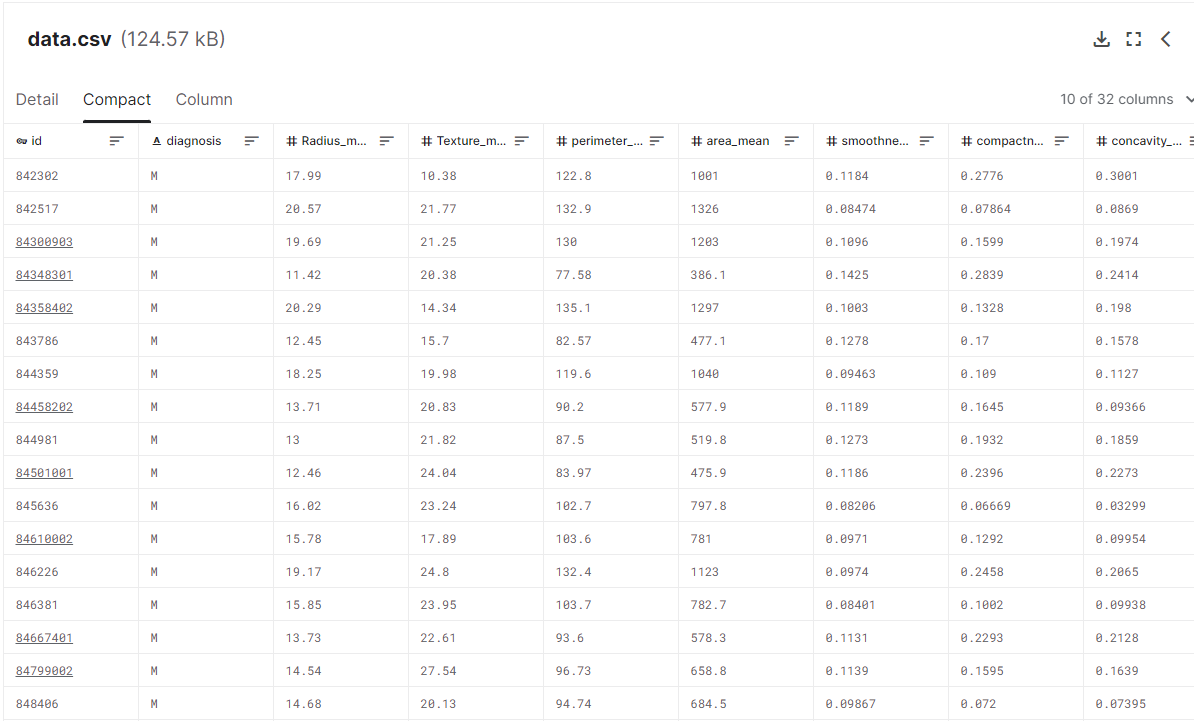 data.csv (124.57 kB)
Detail Compact Column 10 of 32 columns
id A diagnosis # Radius_m... # Texture_m... # perimeter_... # area_mean # smoothne... # compactn... # concavity_...
842302 M 17.99 10.38 122.8 1001 0.1184 0.2776 0.3001
842517 M 20.57 21.77 132.9 1326 0.08474 0.07864 0.0869
84300903 M 19.69 21.25 130 1203 0.1096 0.1599 0.1974
84348301 M 11.42 20.38 77.58 386.1 0.1425 0.2839 0.2414
84358402 M 20.29 14.34 135.1 1297 0.1003 0.1328 0.198
843786 M 12.45 15.7 82.57 477.1 0.1278 0.17 0.1578
844359 M 18.25 19.98 119.6 1040 0.09463 0.109 0.1127
84458202 M 13.71 20.83 90.2 577.9 0.1189 0.1645 0.09366
844981 M 13 21.82 87.5 519.8 0.1273 0.1932 0.1859
84501001 M 12.46 24.04 83.97 475.9 0.1186 0.2396 0.2273
845636 M 16.02 23.24 102.7 797.8 0.08206 0.06669 0.03299
84610002 M 15.78 17.89 103.6 781 0.0971 0.1292 0.09954
846226 M 19.17 24.8 132.4 1123 0.0974 0.2458 0.2065
846381 M 15.85 23.95 103.7 782.7 0.08401 0.1002 0.09938
84667401 M 13.73 22.61 93.6 578.3 0.1131 0.2293 0.2128
84799002 M 14.54 27.54 96.73 658.8 0.1139 0.1595 0.1639
848406 M 14.68 20.13 94.74 684.5 0.09867 0.072 0.07395